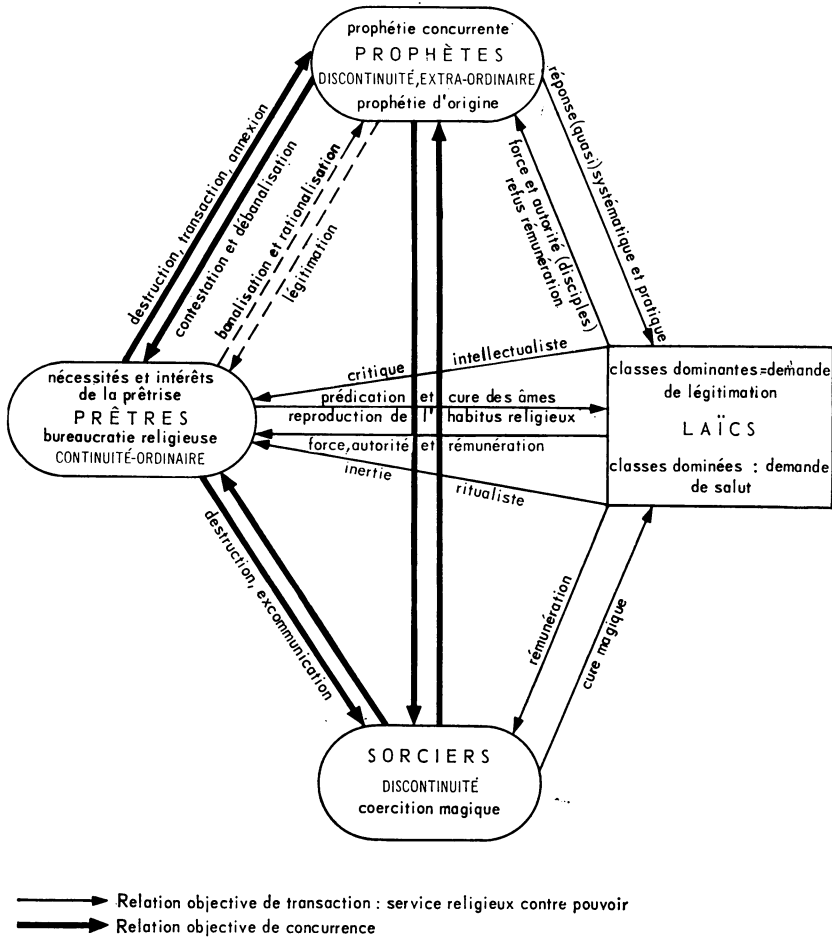 prophétie concurrente
PROPHÈTES
DISCONTINUITÉ, EXTRA-ORDINAIRE
prophétie d'origine
destruction, transaction, annexion
contestation et débanalisation
banalisation et rationalisation
légitimation
force et autorité (disciples)
refus rémunération
réponse (quasi) systématique et pratique
nécessités et intérêts
de la prêtrise
PRÊTRES
bureaucratie religieuse
CONTINUITÉ-ORDINAIRE
critique intellectualiste
prédication et cure des âmes
reproduction de l' habitus religieux
force, autorité et rémunération
inertie ritualiste
classes dominantes=demande
de légitimation
LAÏCS
classes dominées : demande
de salut
destruction, excommunication
rémunération
cure magique
SORCIERS
DISCONTINUITÉ
coercition magique
Relation objective de transaction : service religieux contre pouvoir
Relation objective de concurrence